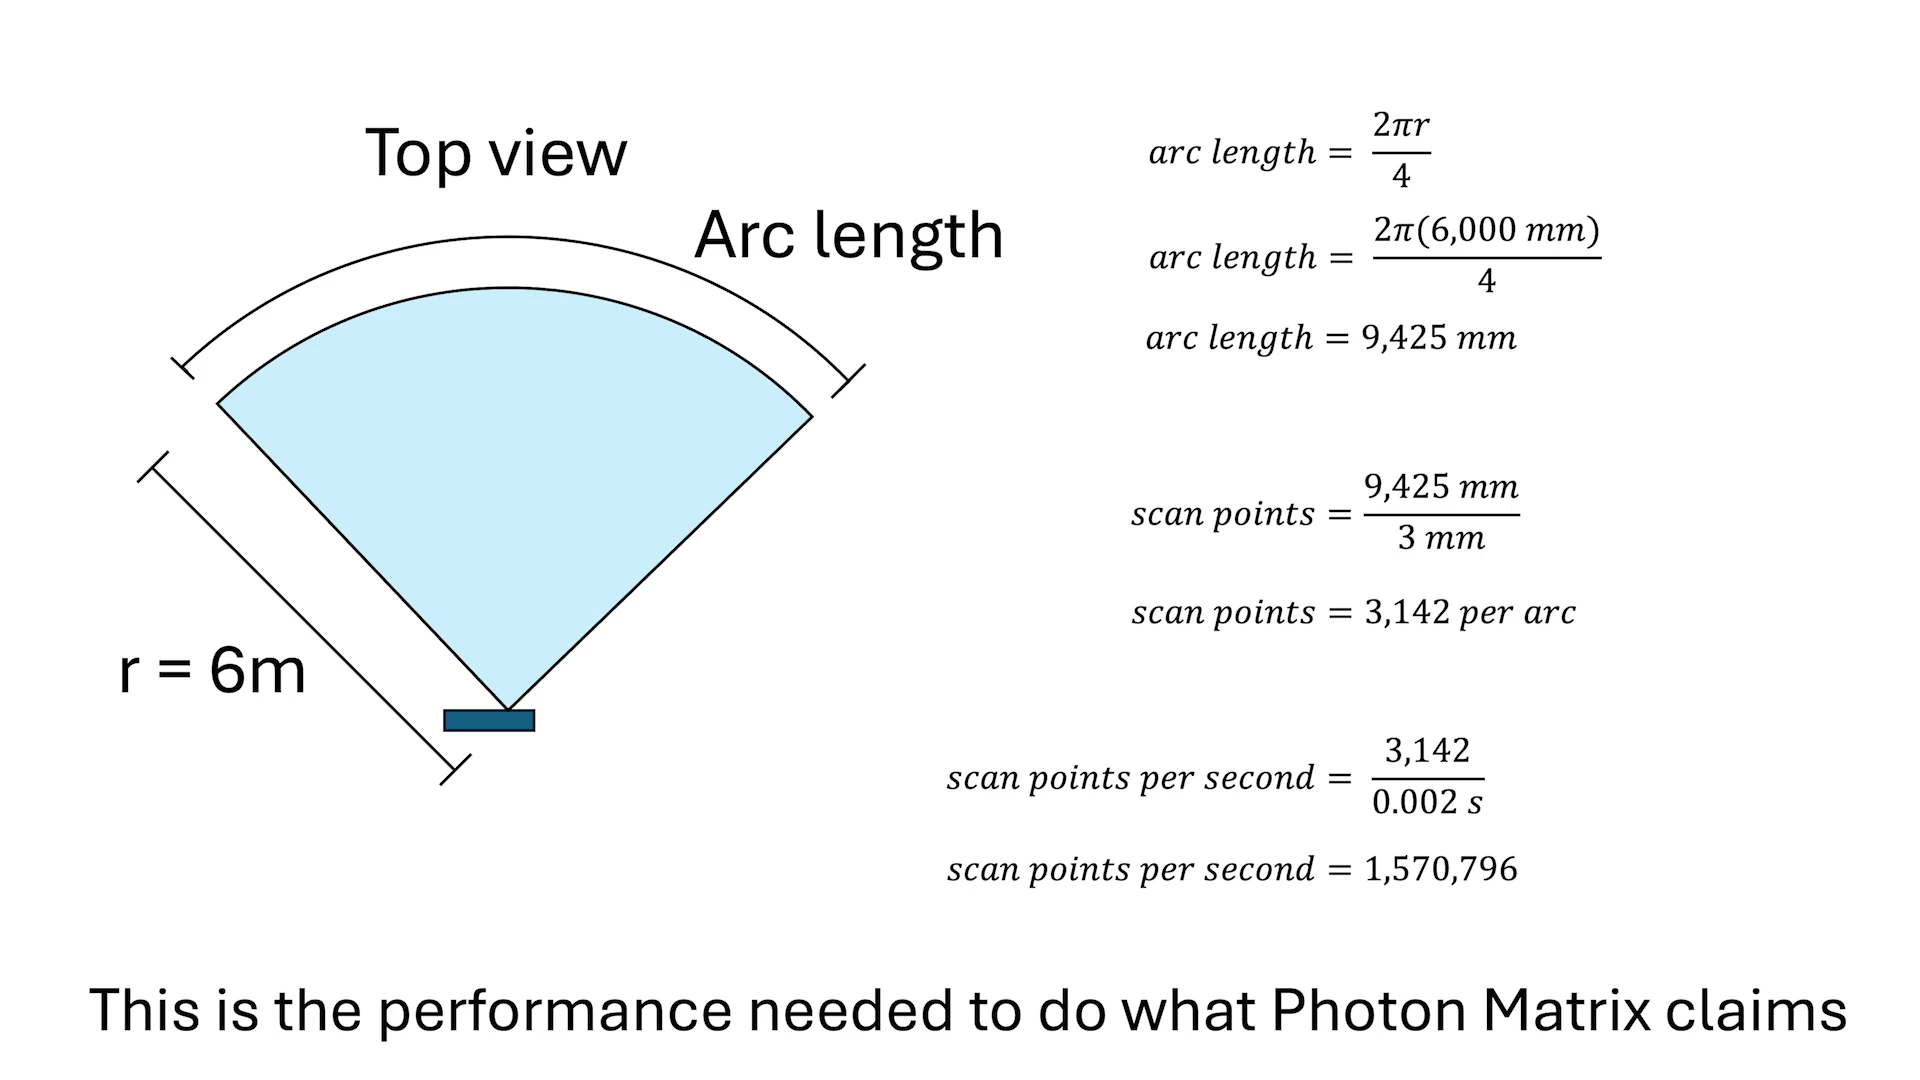 Top view
Arc length
r = 6m
arc length = 2πr / 4
arc length = 2π(6,000 mm) / 4
arc length = 9,425 mm
scan points = 9,425 mm / 3 mm
scan points = 3,142 per arc
scan points per second = 3,142 / 0.002 s
scan points per second = 1,570,796
This is the performance needed to do what Photon Matrix claims